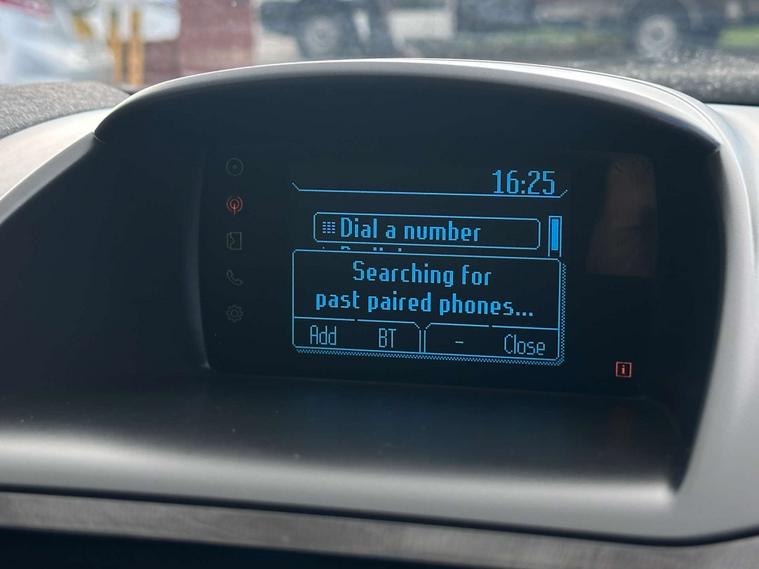 16:25
Dial a number
Searching for
past paired phones...
Add BT - Close
i